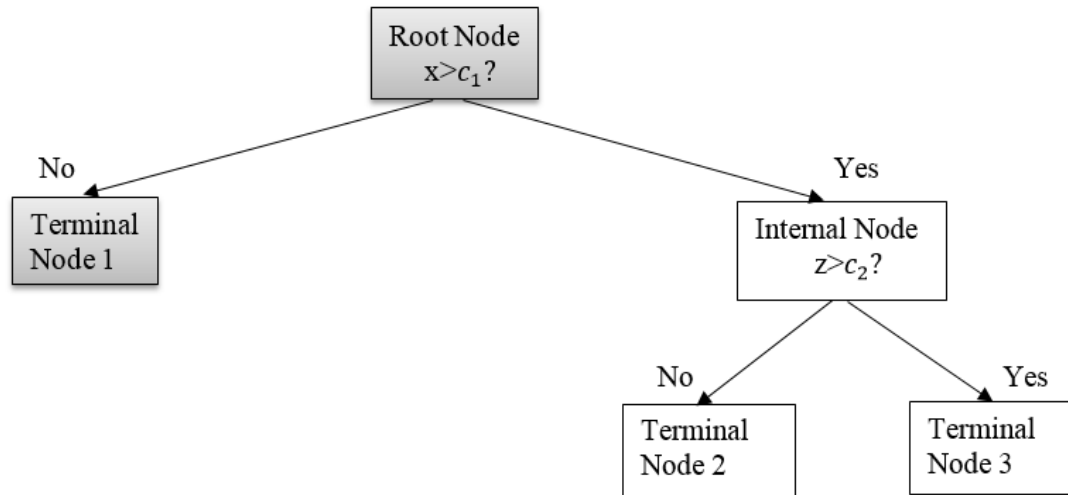 Root Node
x>c₁?
No
Yes
Terminal
Node 1
Internal Node
z>c₂?
No
Yes
Terminal
Node 2
Terminal
Node 3